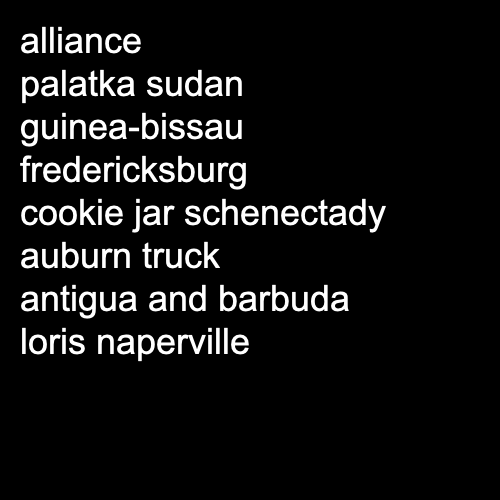 alliance
palatka sudan
guinea-bissau
fredericksburg
cookie jar schenectady
auburn truck
antigua and barbuda
loris naperville